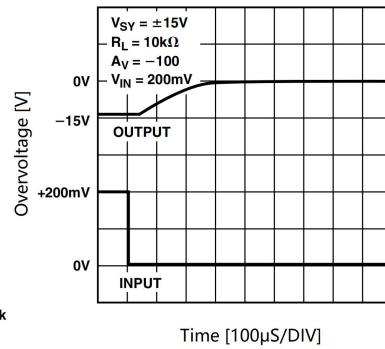 V_SY = ±15V
R_L = 10kΩ
A_V = −100
V_IN = 200mV
0V
−15V
OUTPUT
+200mV
0V
INPUT
Overvoltage [V]
k
Time [100µS/DIV]